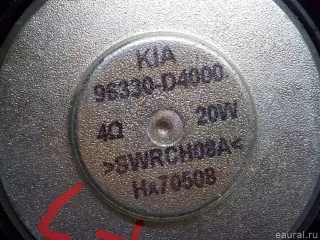 KIA
96330-D4000
4Ω 20W
>SWRCH08A<
HA70508
© eaural.ru